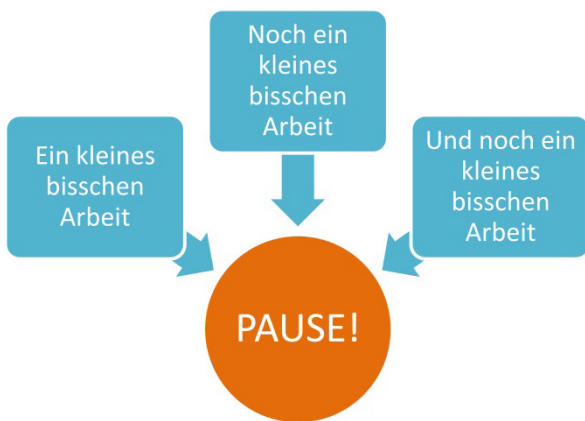 Ein kleines
bisschen
Arbeit
Noch ein
kleines
bisschen
Arbeit
Und noch ein
kleines
bisschen
Arbeit
PAUSE!